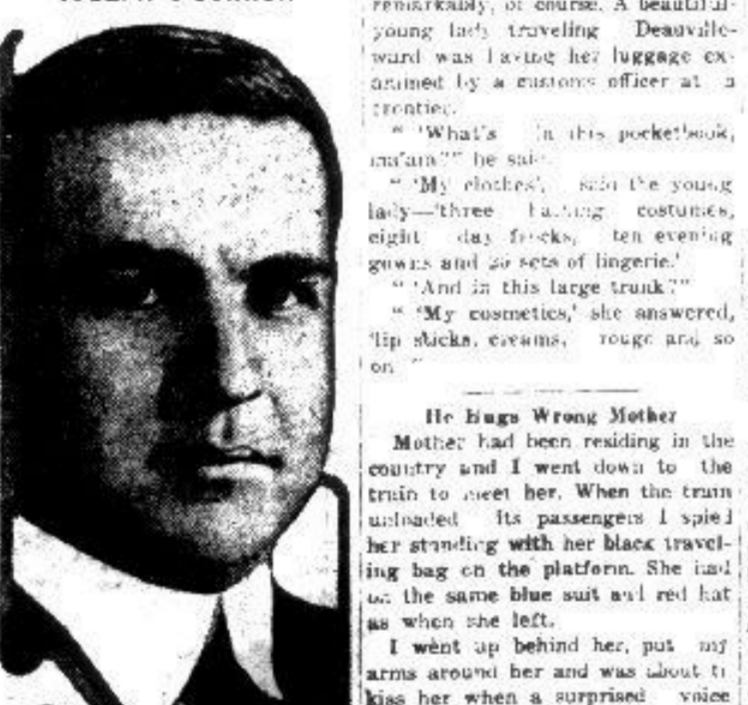 remarkably, of course. A beautiful
young lady traveling Deauville-
ward was having her luggage ex-
amined by a customs officer at a
frontier.
" 'What's in this pocketbook,
ma'am?'" he said.
" 'My clothes', said the young
lady—'three bathing costumes,
eight day frocks, ten evening
gowns and sets of lingerie.'
" 'And in this large trunk?'"
" 'My cosmetics,' she answered,
'lip sticks, creams, rouge and so
on
He Hugs Wrong Mother
Mother had been residing in the
country and I went down to the
train to meet her. When the train
unloaded its passengers I spied
her standing with her black travel-
ing bag on the platform. She had
on the same blue suit and red hat
as when she left.
I went up behind her, put my
arms around her and was about to
kiss her when a surprised voice